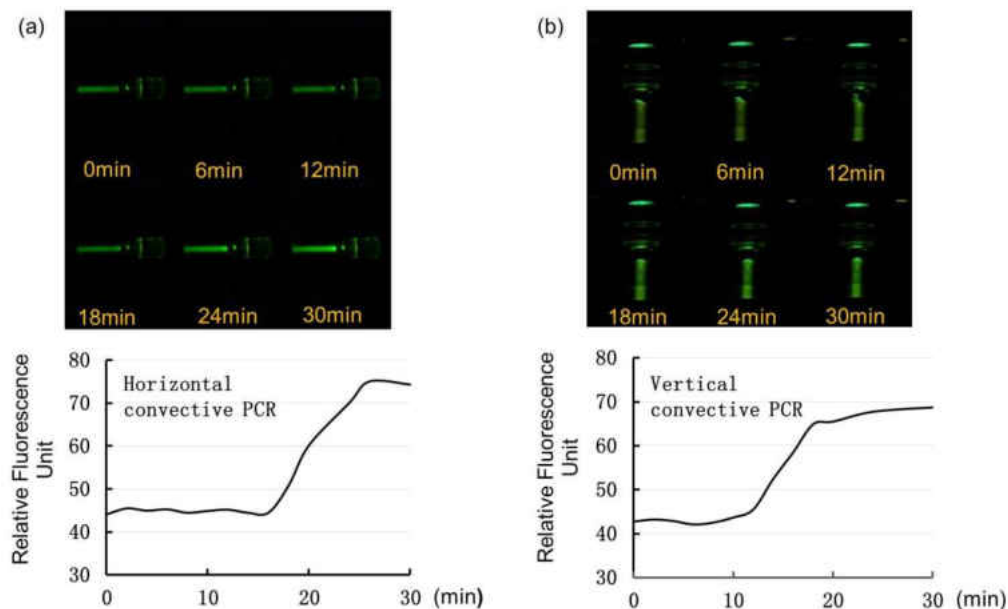 (a)
0min 6min 12min
18min 24min 30min
80
70
60
50
40
30
Relative Fluorescence
Unit
Horizontal
convective PCR
0 10 20 30 (min)
(b)
0min 6min 12min
18min 24min 30min
80
70
60
50
40
30
Relative Fluorescence
Unit
Vertical
convective PCR
0 10 20 30 (min)